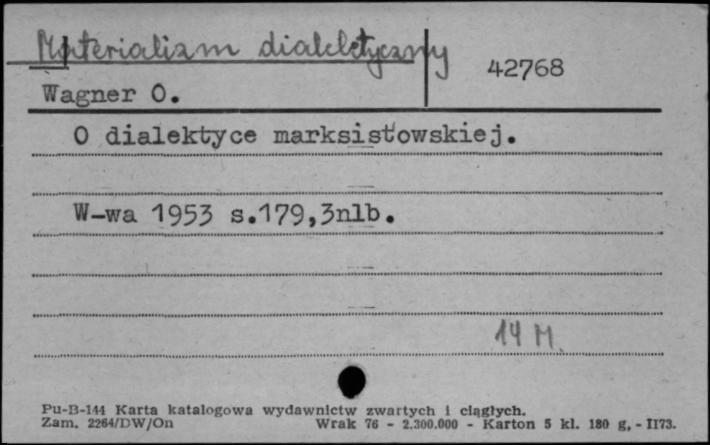 Materializm dialektyczny
42768
Wagner O.
O dialektyce marksistowskiej.
W-wa 1953 s.179,3nlb.
14 M.
Pu-B-144 Karta katalogowa wydawnictw zwartych i ciągłych.
Zam. 2264/DW/On Wrak 76 - 2.300.000 - Karton 5 kl. 180 g, - II73.